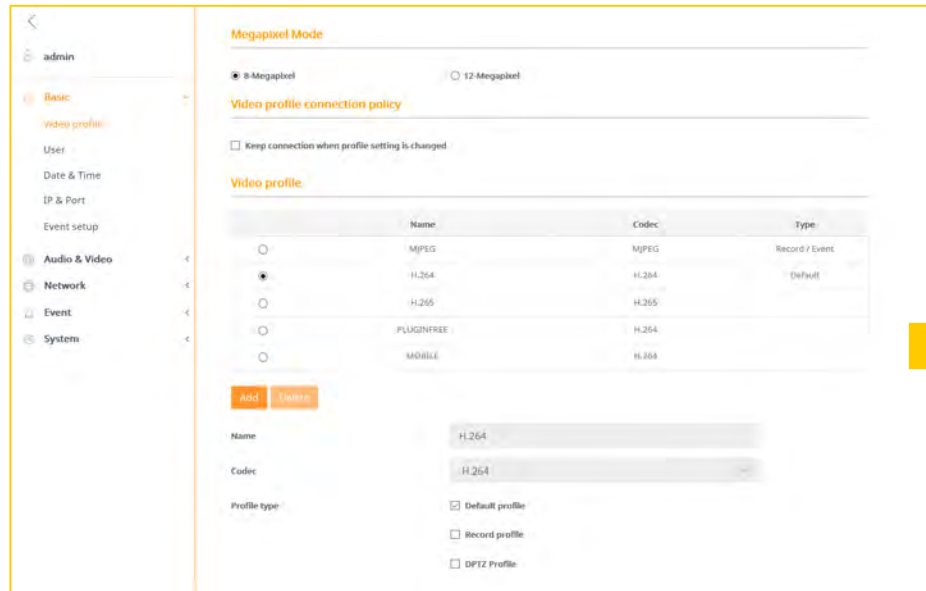 admin
Basic
Video profile
User
Date & Time
IP & Port
Event setup
Audio & Video
Network
Event
System
Megapixel Mode
8-Megapixel 12-Megapixel
Video profile connection policy
Keep connection when profile setting is changed
Video profile
Name Codec Type
MJPEG MJPEG Record / Event
H.264 H.264 Default
H.265 H.265
PLUGINFREE H.264
MOBILE H.264
Add Delete
Name H.264
Codec H.264
Profile type Default profile
Record profile
DPTZ Profile